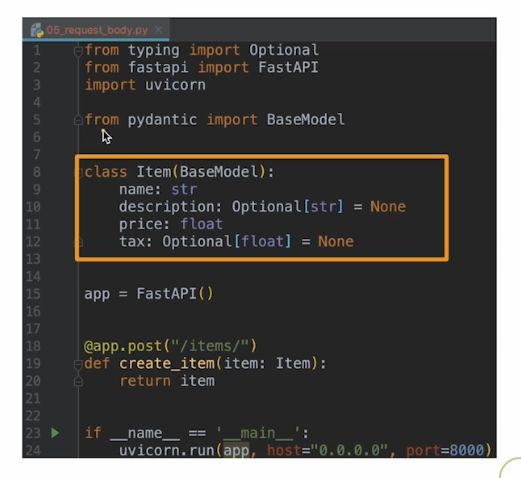 05_request_body.py ×
1 from typing import Optional
2 from fastapi import FastAPI
3 import uvicorn
4
5 from pydantic import BaseModel
6
7
8 class Item(BaseModel):
9     name: str
10     description: Optional[str] = None
11     price: float
12     tax: Optional[float] = None
13
14
15 app = FastAPI()
16
17
18 @app.post("/items/")
19 def create_item(item: Item):
20     return item
21
22
23 if __name__ == '__main__':
24     uvicorn.run(app, host="0.0.0.0", port=8000)